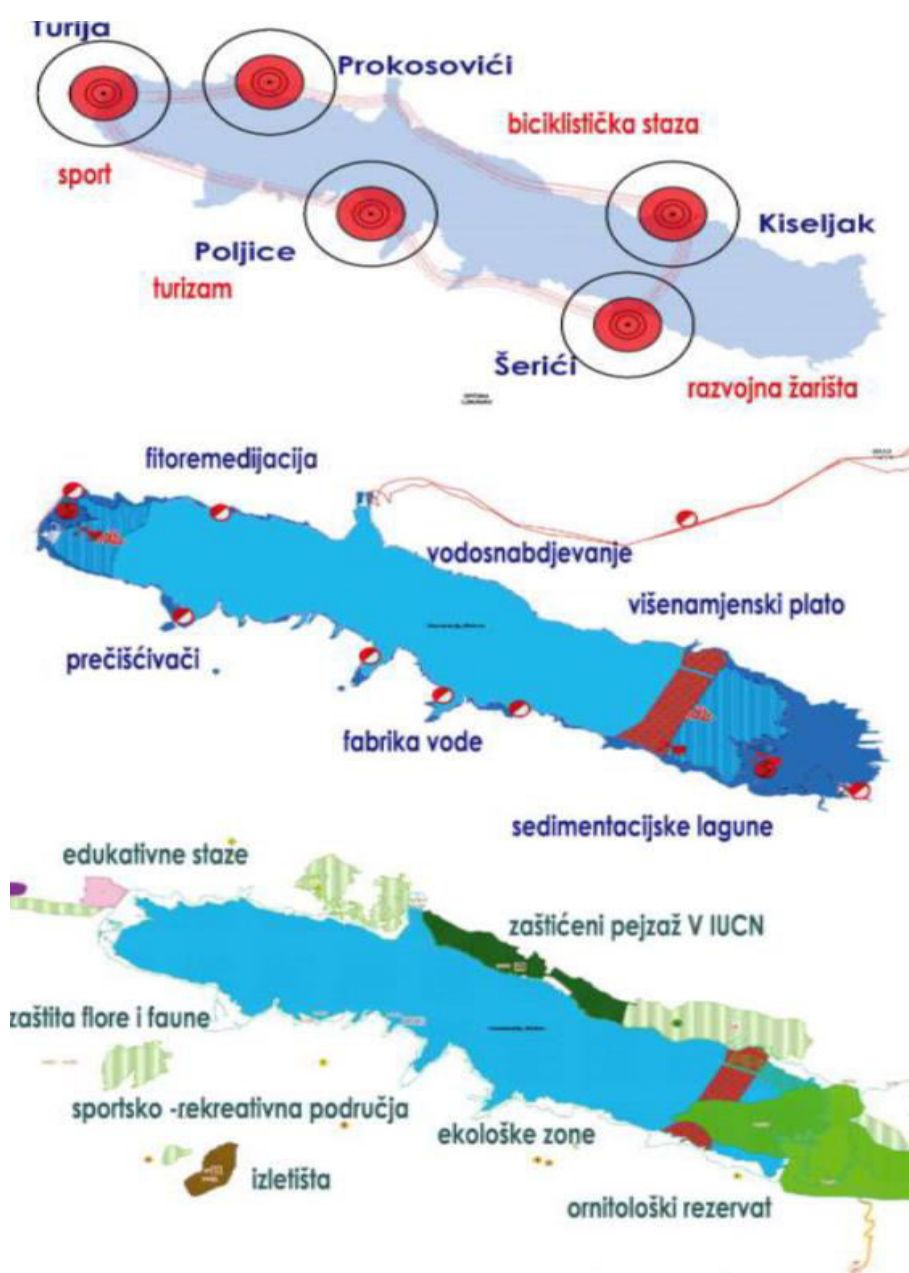 Turija
Prokosovići
biciklistička staza
sport
Kiseljak
Poljice
turizam
Šerići
razvojna žarišta
fitoremedijacija
vodosnabdjevanje
višenamjenski plato
prečišćivači
fabrika vode
sedimentacijske lagune
edukativne staze
zaštićeni pejzaž V IUCN
zaštita flore i faune
sportsko -rekreativna područja
ekološke zone
izletišta
ornitološki rezervat